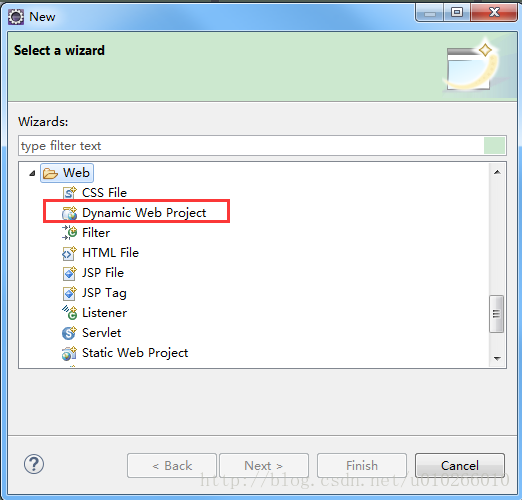 New
Select a wizard
Wizards:
type filter text
Web
CSS File
Dynamic Web Project
Filter
HTML File
JSP File
JSP Tag
Listener
Servlet
Static Web Project
?
< Back
Next >
Finish
Cancel
http://blog.csdn.net/u010266010